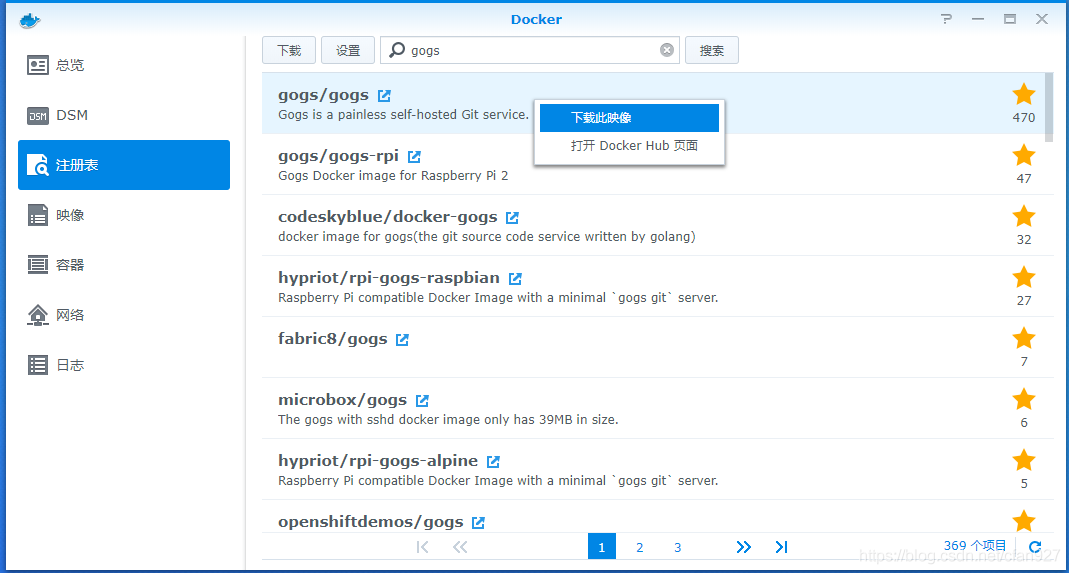 Docker
总览
DSM
注册表
映像
容器
网络
日志
下载 设置 gogs 搜索
gogs/gogs
Gogs is a painless self-hosted Git service.
470
下载此映像
打开 Docker Hub 页面
gogs/gogs-rpi
Gogs Docker image for Raspberry Pi 2
47
codeskyblue/docker-gogs
docker image for gogs(the git source code service written by golang)
32
hypriot/rpi-gogs-raspbian
Raspberry Pi compatible Docker Image with a minimal `gogs git` server.
27
fabric8/gogs
7
microbox/gogs
The gogs with sshd docker image only has 39MB in size.
6
hypriot/rpi-gogs-alpine
Raspberry Pi compatible Docker Image with a minimal `gogs git` server.
5
openshiftdemos/gogs
1 2 3
369 个项目